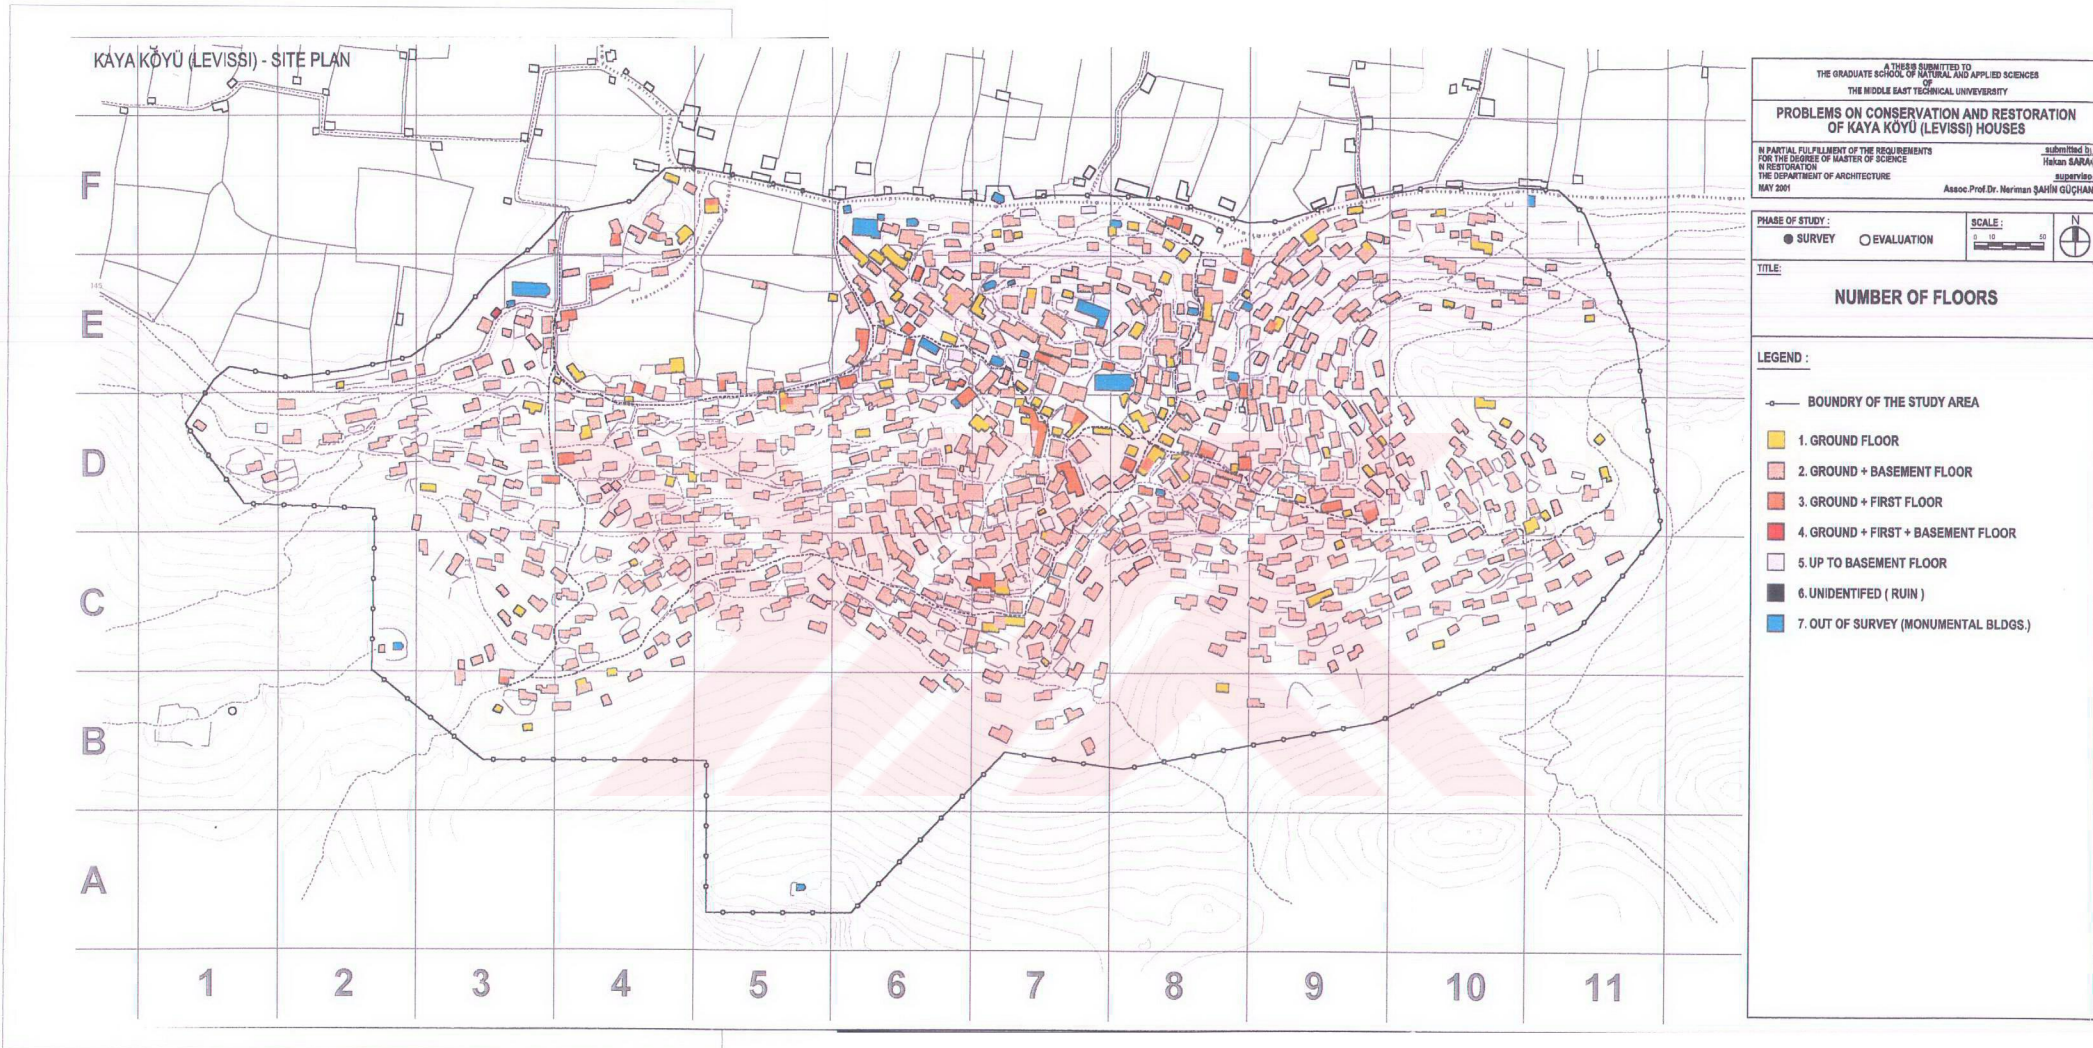 KAYA KÖYÜ (LEVISSI) - SITE PLAN
A THESIS SUBMITTED TO
THE GRADUATE SCHOOL OF NATURAL AND APPLIED SCIENCES
OF
THE MIDDLE EAST TECHNICAL UNIVEVERSITY
PROBLEMS ON CONSERVATION AND RESTORATION
OF KAYA KÖYÜ (LEVISSI) HOUSES
IN PARTIAL FULFILLMENT OF THE REQUIREMENTS
FOR THE DEGREE OF MASTER OF SCIENCE
IN RESTORATION
THE DEPARTMENT OF ARCHITECTURE
MAY 2001
submitted
Hakan
Assoc.Prof.Dr. Neriman ŞAHİN GÜÇHAN
PHASE OF STUDY :
SURVEY EVALUATION
SCALE :
0 10 50
N
TITLE:
NUMBER OF FLOORS
LEGEND :
BOUNDRY OF THE STUDY AREA
1. GROUND FLOOR
2. GROUND + BASEMENT FLOOR
3. GROUND + FIRST FLOOR
4. GROUND + FIRST + BASEMENT FLOOR
5. UP TO BASEMENT FLOOR
6. UNIDENTIFED ( RUIN )
7. OUT OF SURVEY (MONUMENTAL BLDGS.)
F
E
D
C
B
A
1 2 3 4 5 6 7 8 9 10 11